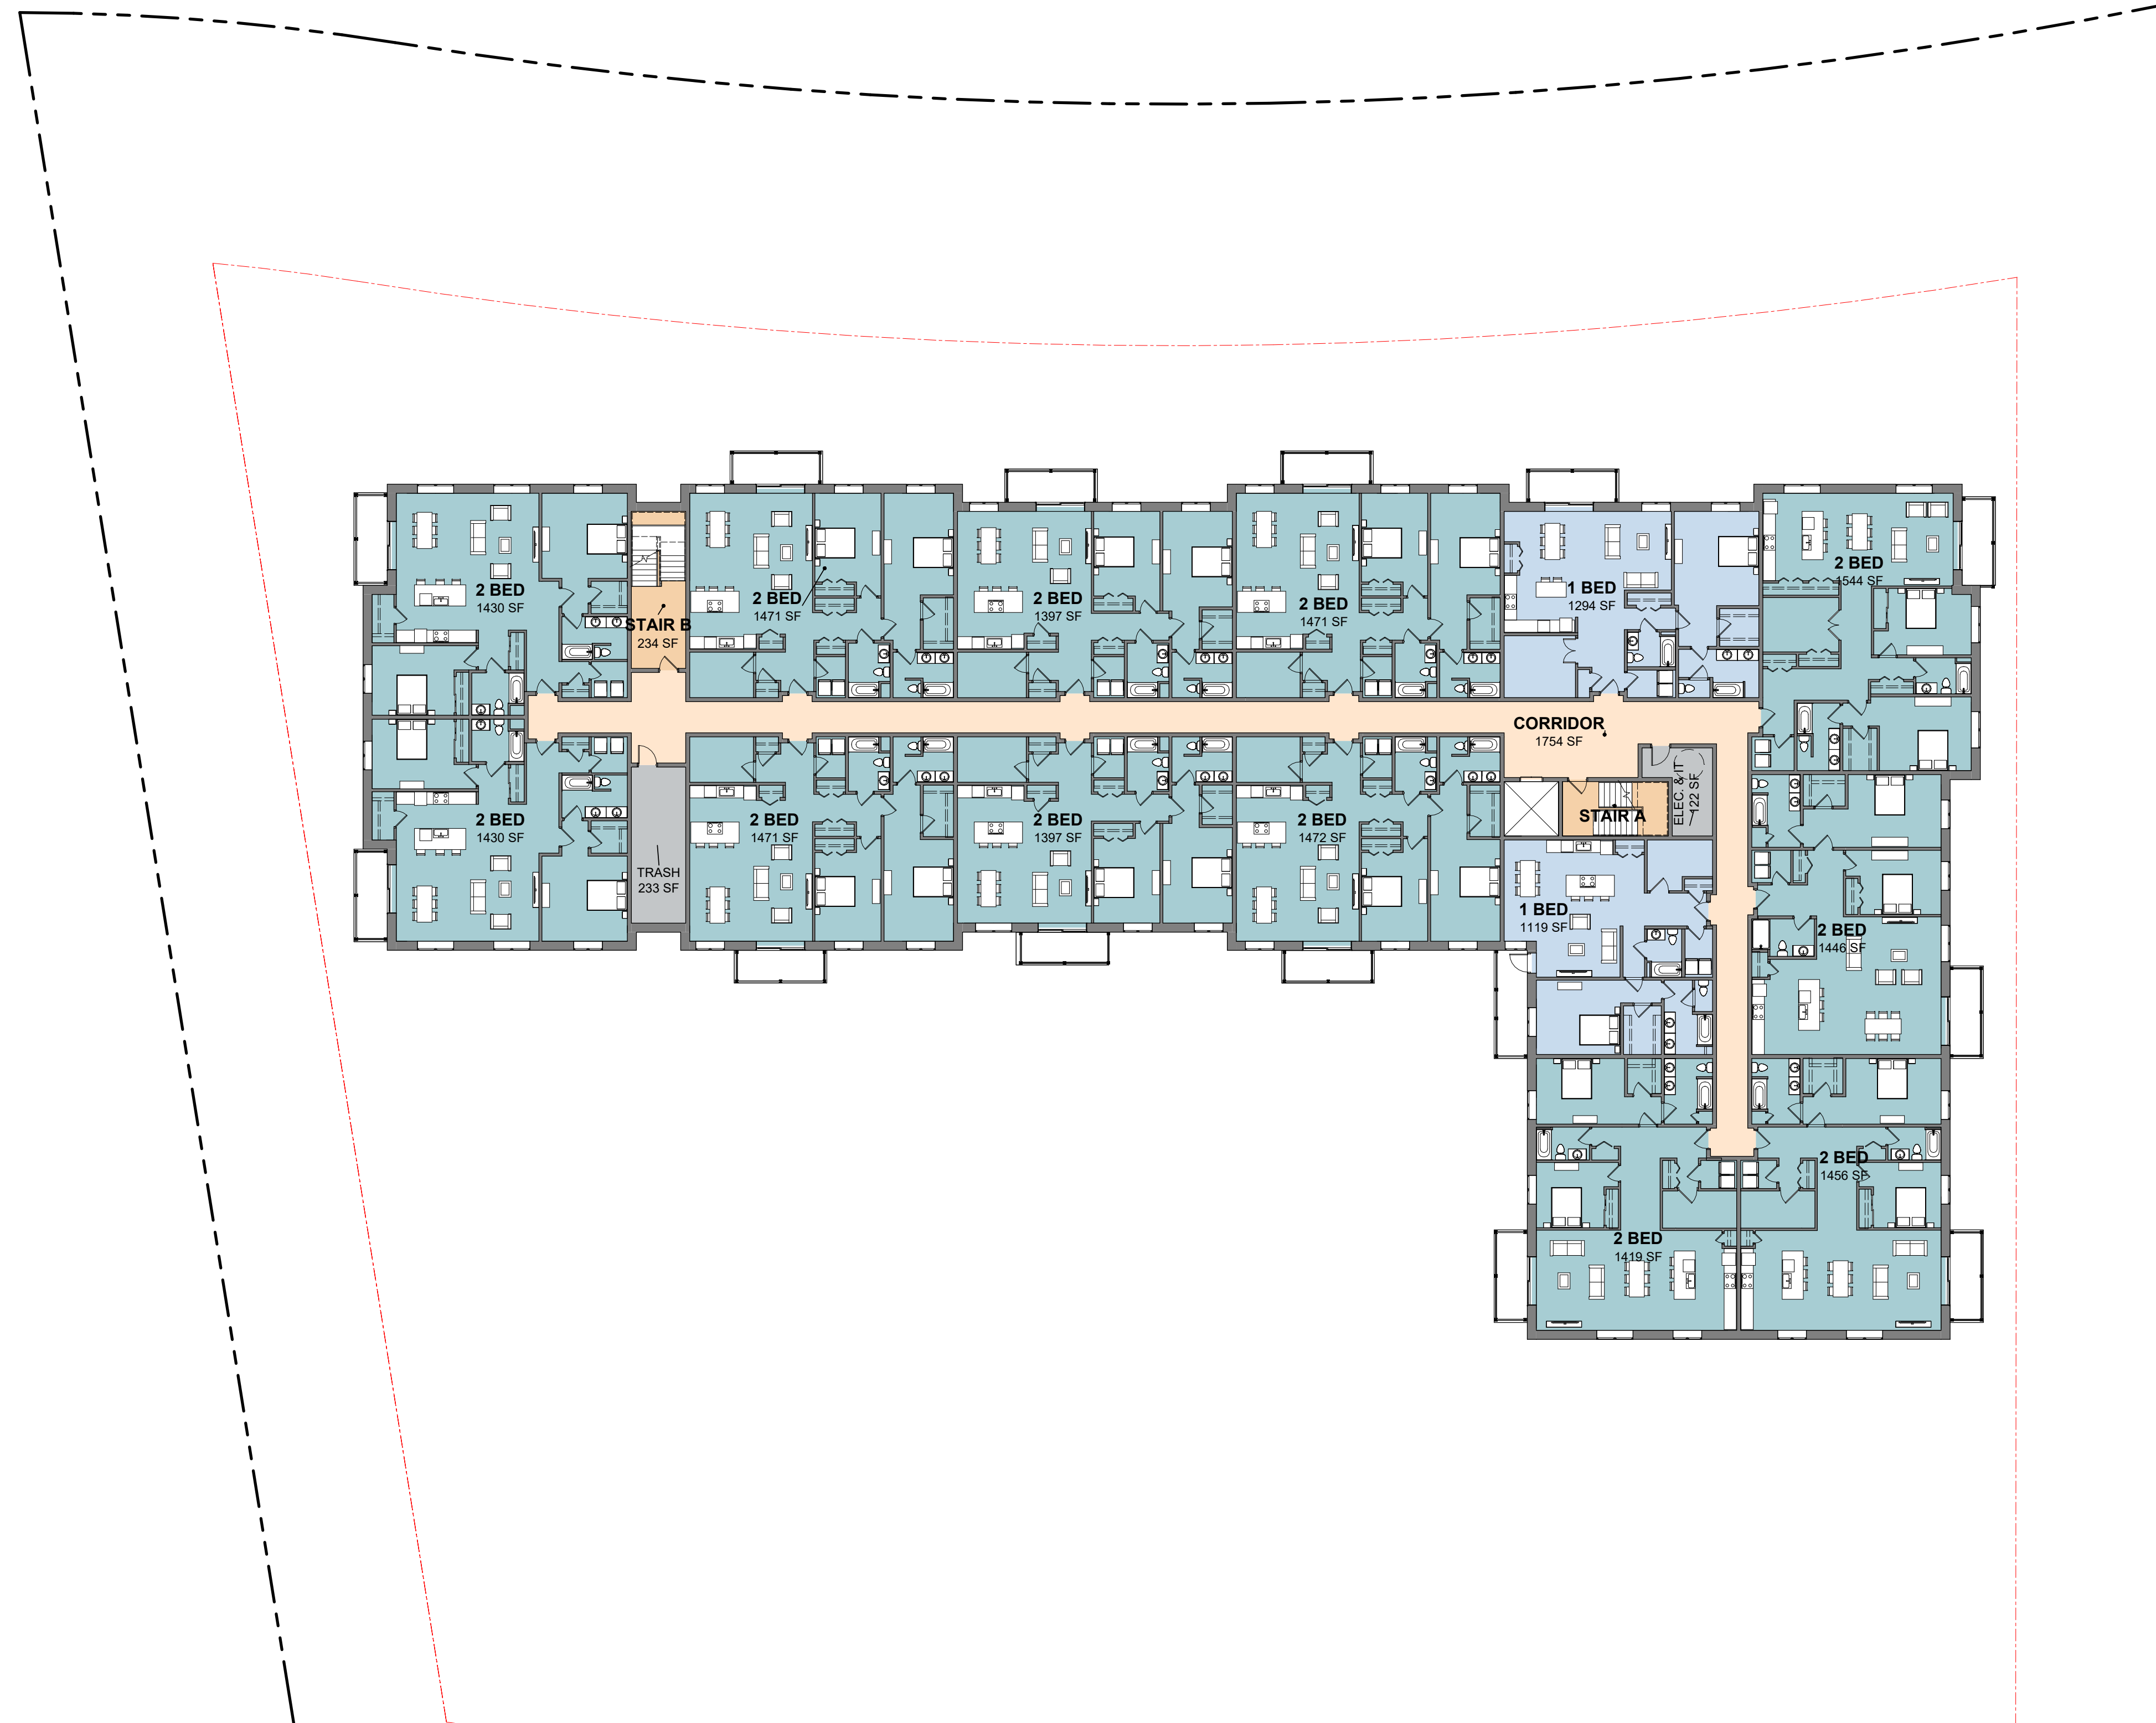 2 BED
1544 SF
2 BED
1430 SF
2 BED
1471 SF
2 BED
1397 SF
2 BED
1471 SF
1 BED
1294 SF
STAIR B
234 SF
CORRIDOR
1754 SF
ELEC. & IT
122 SF
2 BED
1430 SF
2 BED
1471 SF
2 BED
1397 SF
2 BED
1472 SF
STAIR A
TRASH
233 SF
1 BED
1119 SF
2 BED
1446 SF
2 BED
1456 SF
2 BED
1419 SF